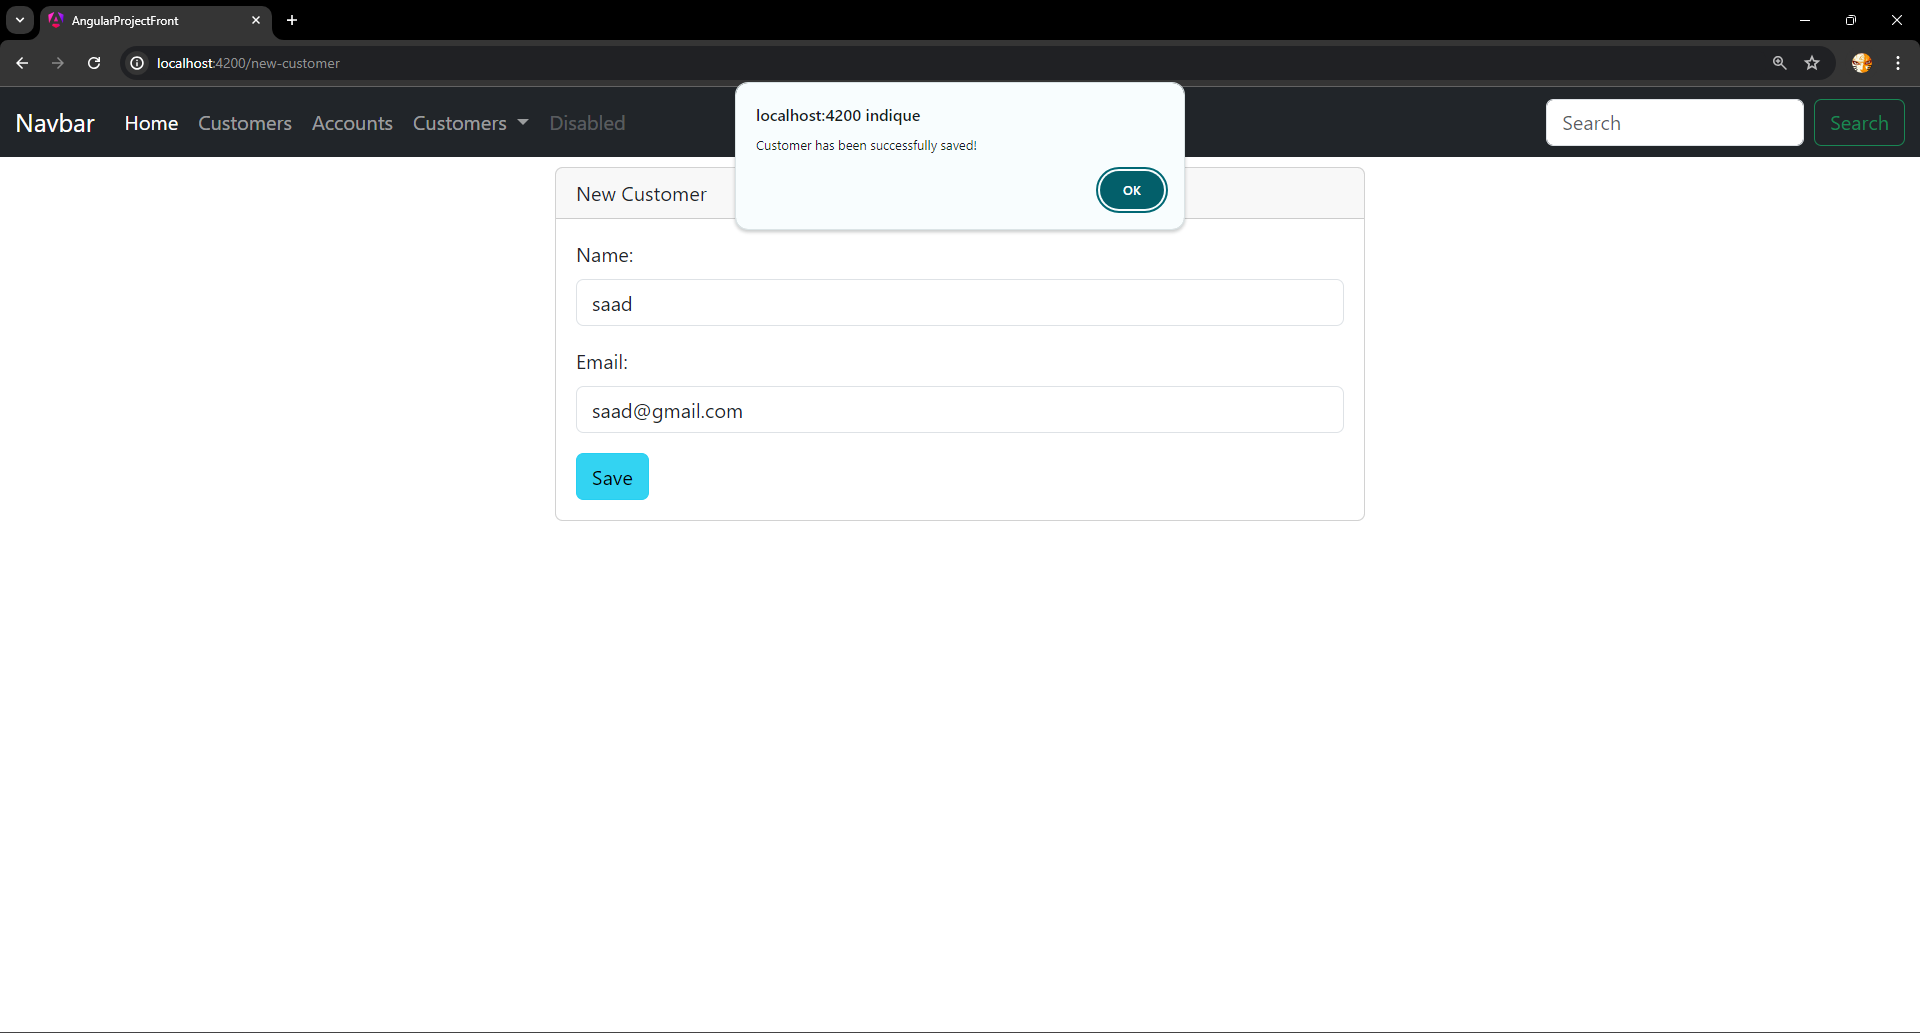 AngularProjectFront
localhost:4200/new-customer
Navbar Home Customers Accounts Customers Disabled Search Search
localhost:4200 indique
Customer has been successfully saved!
OK
New Customer
Name:
saad
Email:
saad@gmail.com
Save